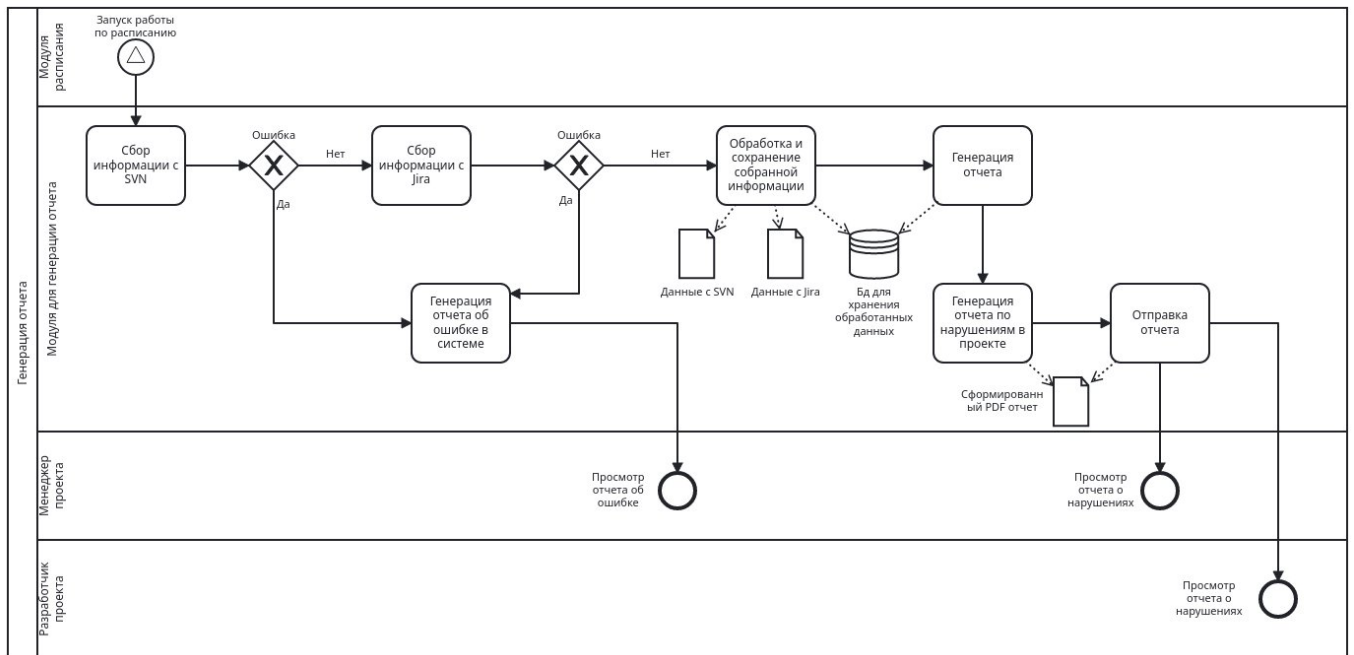 Генерация отчета
Модуля
расписания
Запуск работы
по расписанию
Модуля для генерации отчета
Сбор
информации с
SVN
Ошибка
Нет
Да
Сбор
информации с
Jira
Ошибка
Нет
Да
Обработка и
сохранение
собранной
информации
Генерация
отчета
Данные с SVN
Данные с Jira
Бд для
хранения
обработанных
данных
Генерация
отчета об
ошибке в
системе
Генерация
отчета по
нарушениям в
проекте
Отправка
отчета
Сформированн
ый PDF отчет
Менеджер
проекта
Просмотр
отчета об
ошибке
Просмотр
отчета о
нарушениях
Разработчик
проекта
Просмотр
отчета о
нарушениях